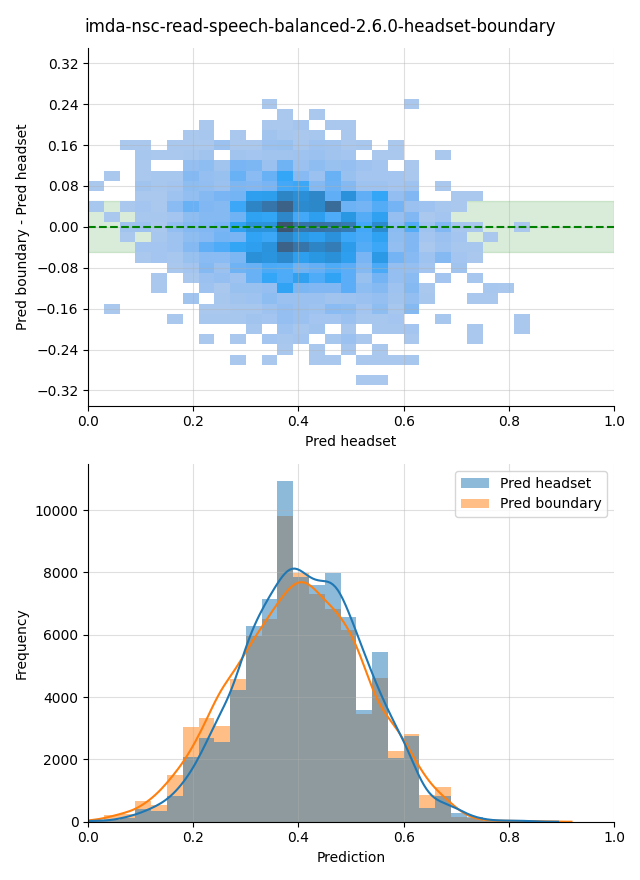 imda-nsc-read-speech-balanced-2.6.0-headset-boundary
0.32
0.24
0.16
0.08
0.00
−0.08
−0.16
−0.24
−0.32
Pred boundary - Pred headset
0.0 0.2 0.4 0.6 0.8 1.0
Pred headset
Pred headset
Pred boundary
10000
8000
6000
4000
2000
0
Frequency
0.0 0.2 0.4 0.6 0.8 1.0
Prediction